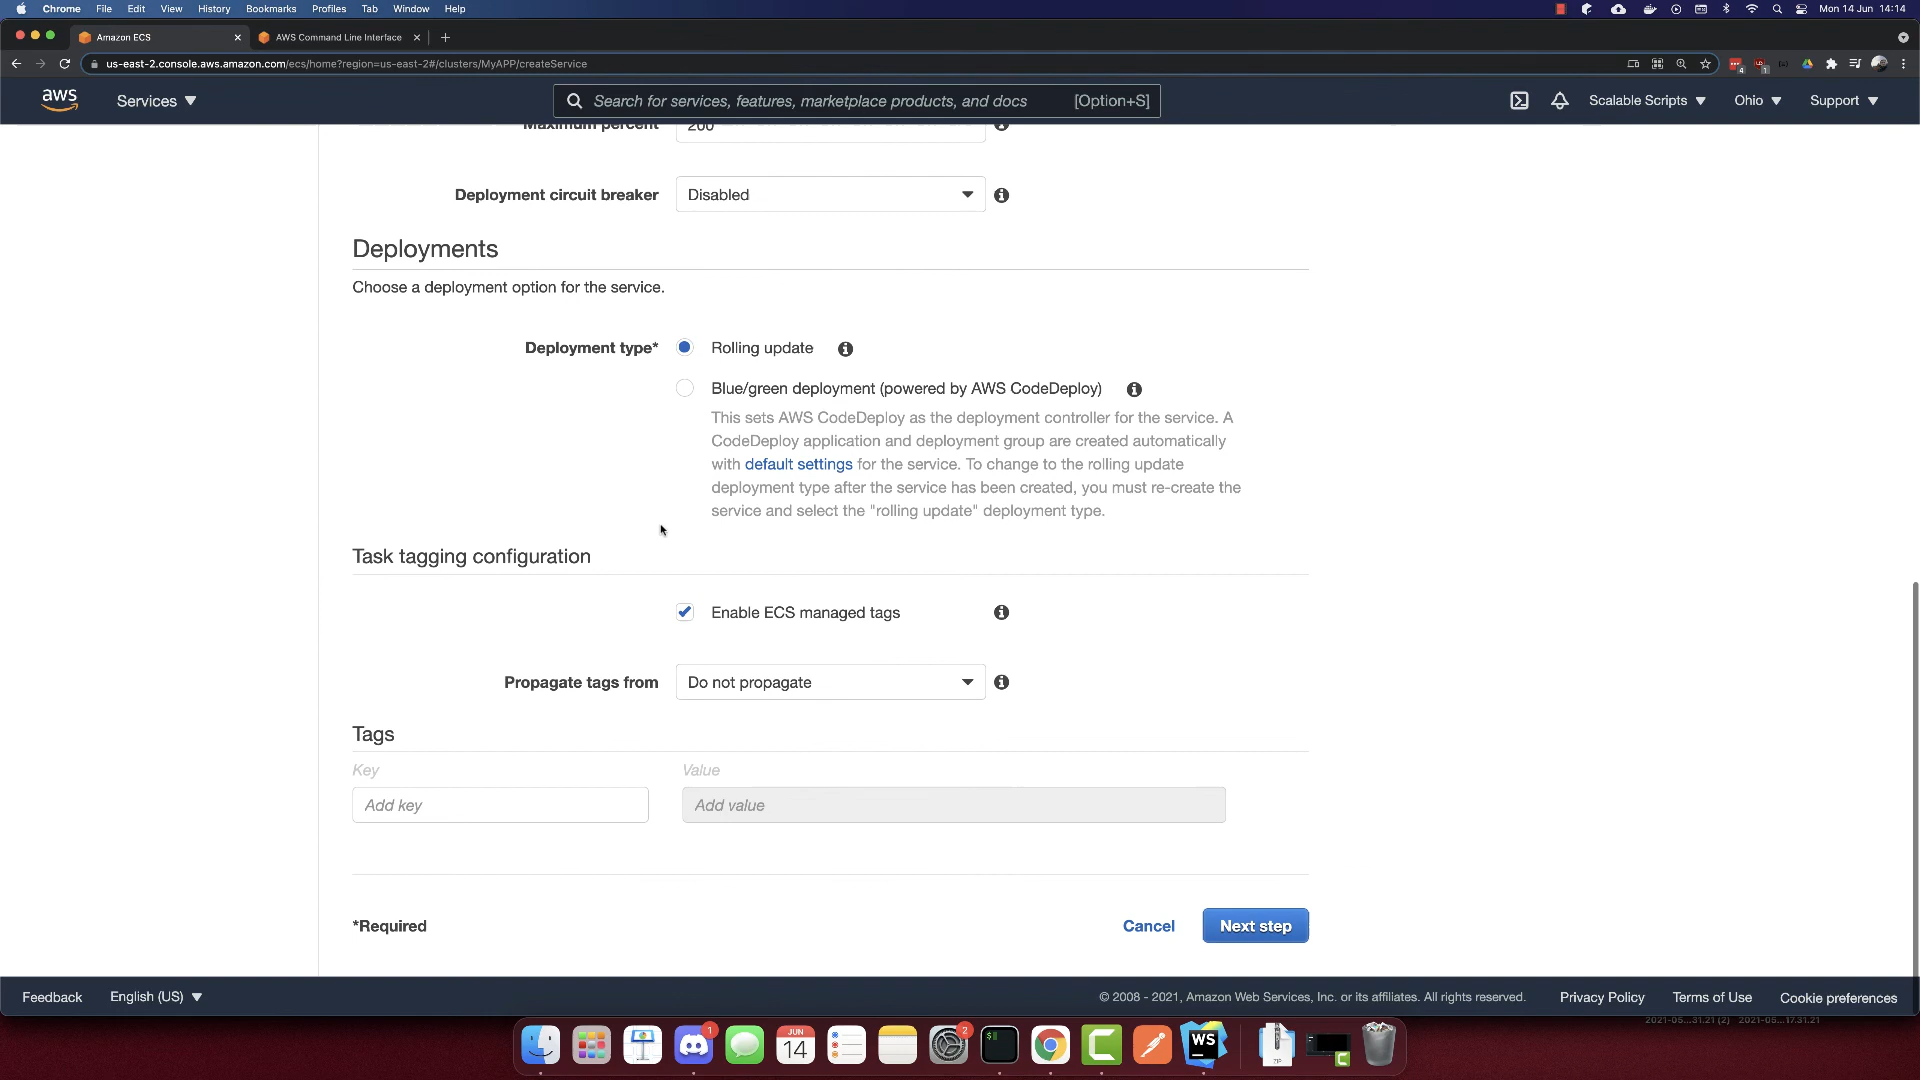 Chrome File Edit View History Bookmarks Profiles Tab Window Help Mon 14 Jun 14:14
Amazon ECS AWS Command Line Interface
us-east-2.console.aws.amazon.com/ecs/home?region=us-east-2#/clusters/MyAPP/createService
aws Services Search for services, features, marketplace products, and docs [Option+S] Scalable Scripts Ohio Support
Maximum percent 200
Deployment circuit breaker Disabled
Deployments
Choose a deployment option for the service.
Deployment type* Rolling update
Blue/green deployment (powered by AWS CodeDeploy)
This sets AWS CodeDeploy as the deployment controller for the service. A
CodeDeploy application and deployment group are created automatically
with default settings for the service. To change to the rolling update
deployment type after the service has been created, you must re-create the
service and select the "rolling update" deployment type.
Task tagging configuration
Enable ECS managed tags
Propagate tags from Do not propagate
Tags
Key Value
Add key Add value
*Required Cancel Next step
Feedback English (US) © 2008 - 2021, Amazon Web Services, Inc. or its affiliates. All rights reserved. Privacy Policy Terms of Use Cookie preferences
1 JUN 14 2 WS ZIP